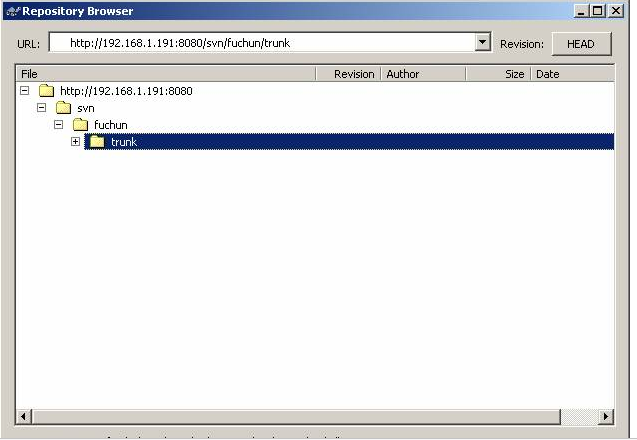 Repository Browser
URL: http://192.168.1.191:8080/svn/fuchun/trunk Revision: HEAD
File Revision Author Size Date
http://192.168.1.191:8080
svn
fuchun
trunk